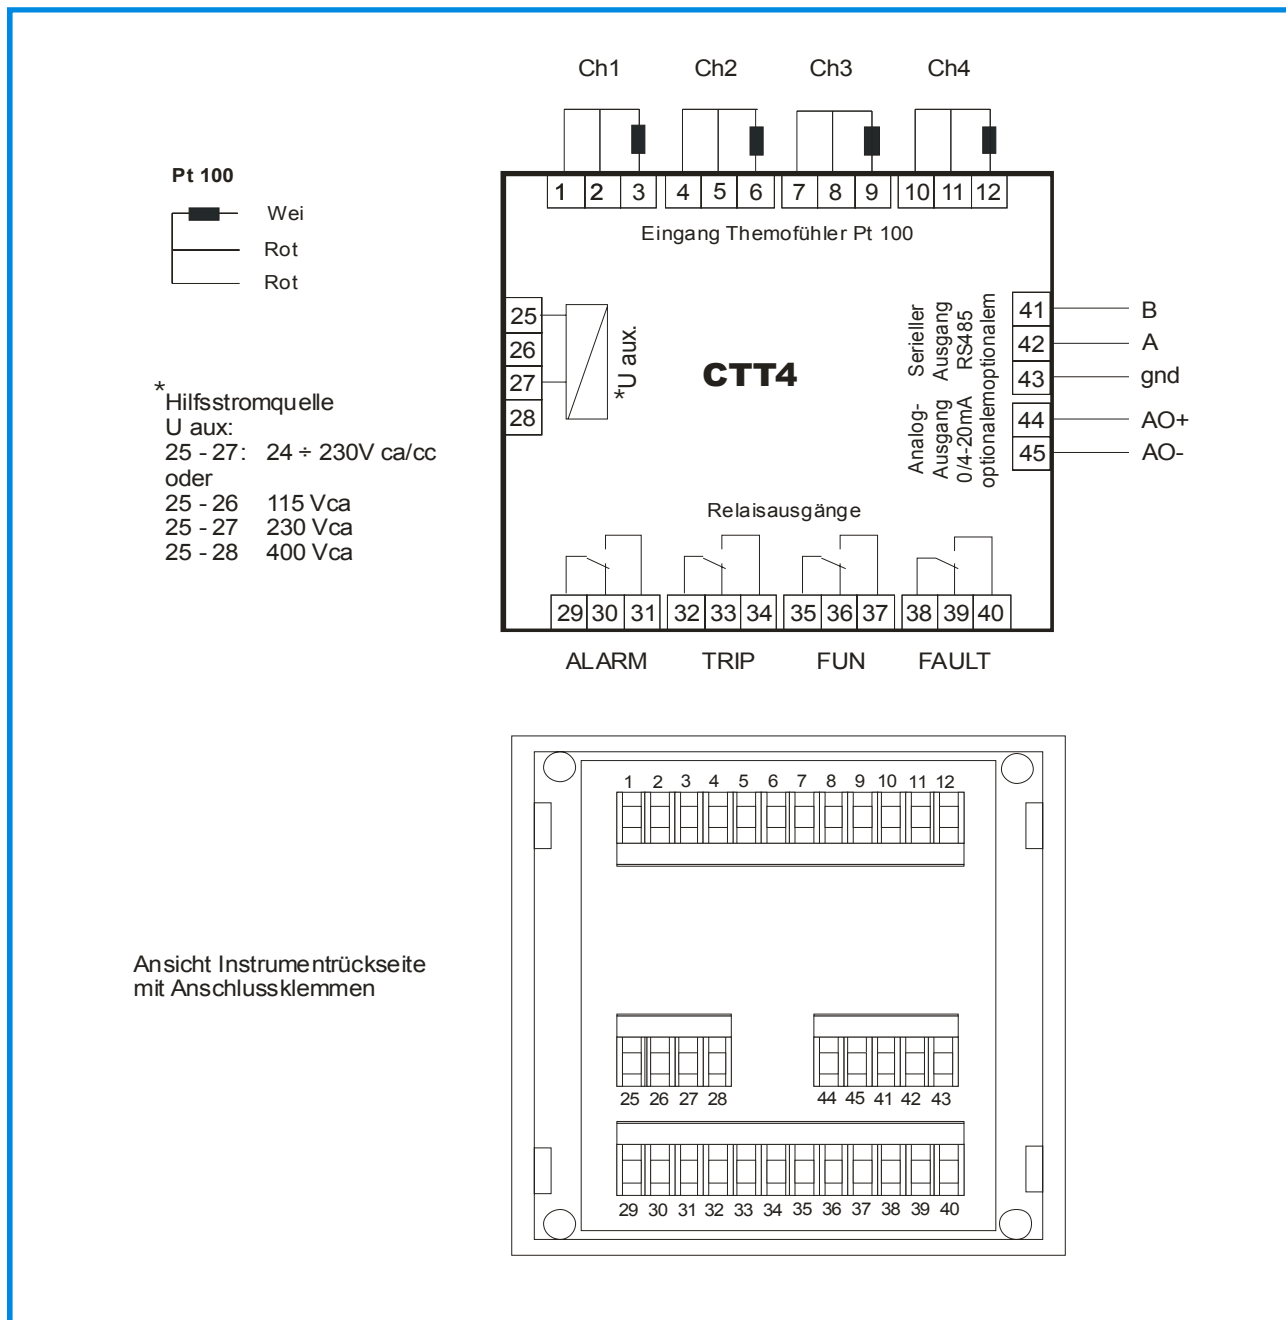 Ch1 Ch2 Ch3 Ch4
Pt 100
Wei
Rot
Rot
1 2 3 4 5 6 7 8 9 10 11 12
Eingang Themofühler Pt 100
25
26
27
28
*U aux.
CTT4
Serieller
Ausgang
RS485
optionalem
Analog-
Ausgang
0/4-20mA
optionalem
41 B
42 A
43 gnd
44 AO+
45 AO-
*
Hilfsstromquelle
U aux:
25 - 27: 24 ÷ 230V ca/cc
oder
25 - 26 115 Vca
25 - 27 230 Vca
25 - 28 400 Vca
Relaisausgänge
29 30 31 32 33 34 35 36 37 38 39 40
ALARM TRIP FUN FAULT
1 2 3 4 5 6 7 8 9 10 11 12
Ansicht Instrumentrückseite
mit Anschlussklemmen
25 26 27 28 44 45 41 42 43
29 30 31 32 33 34 35 36 37 38 39 40